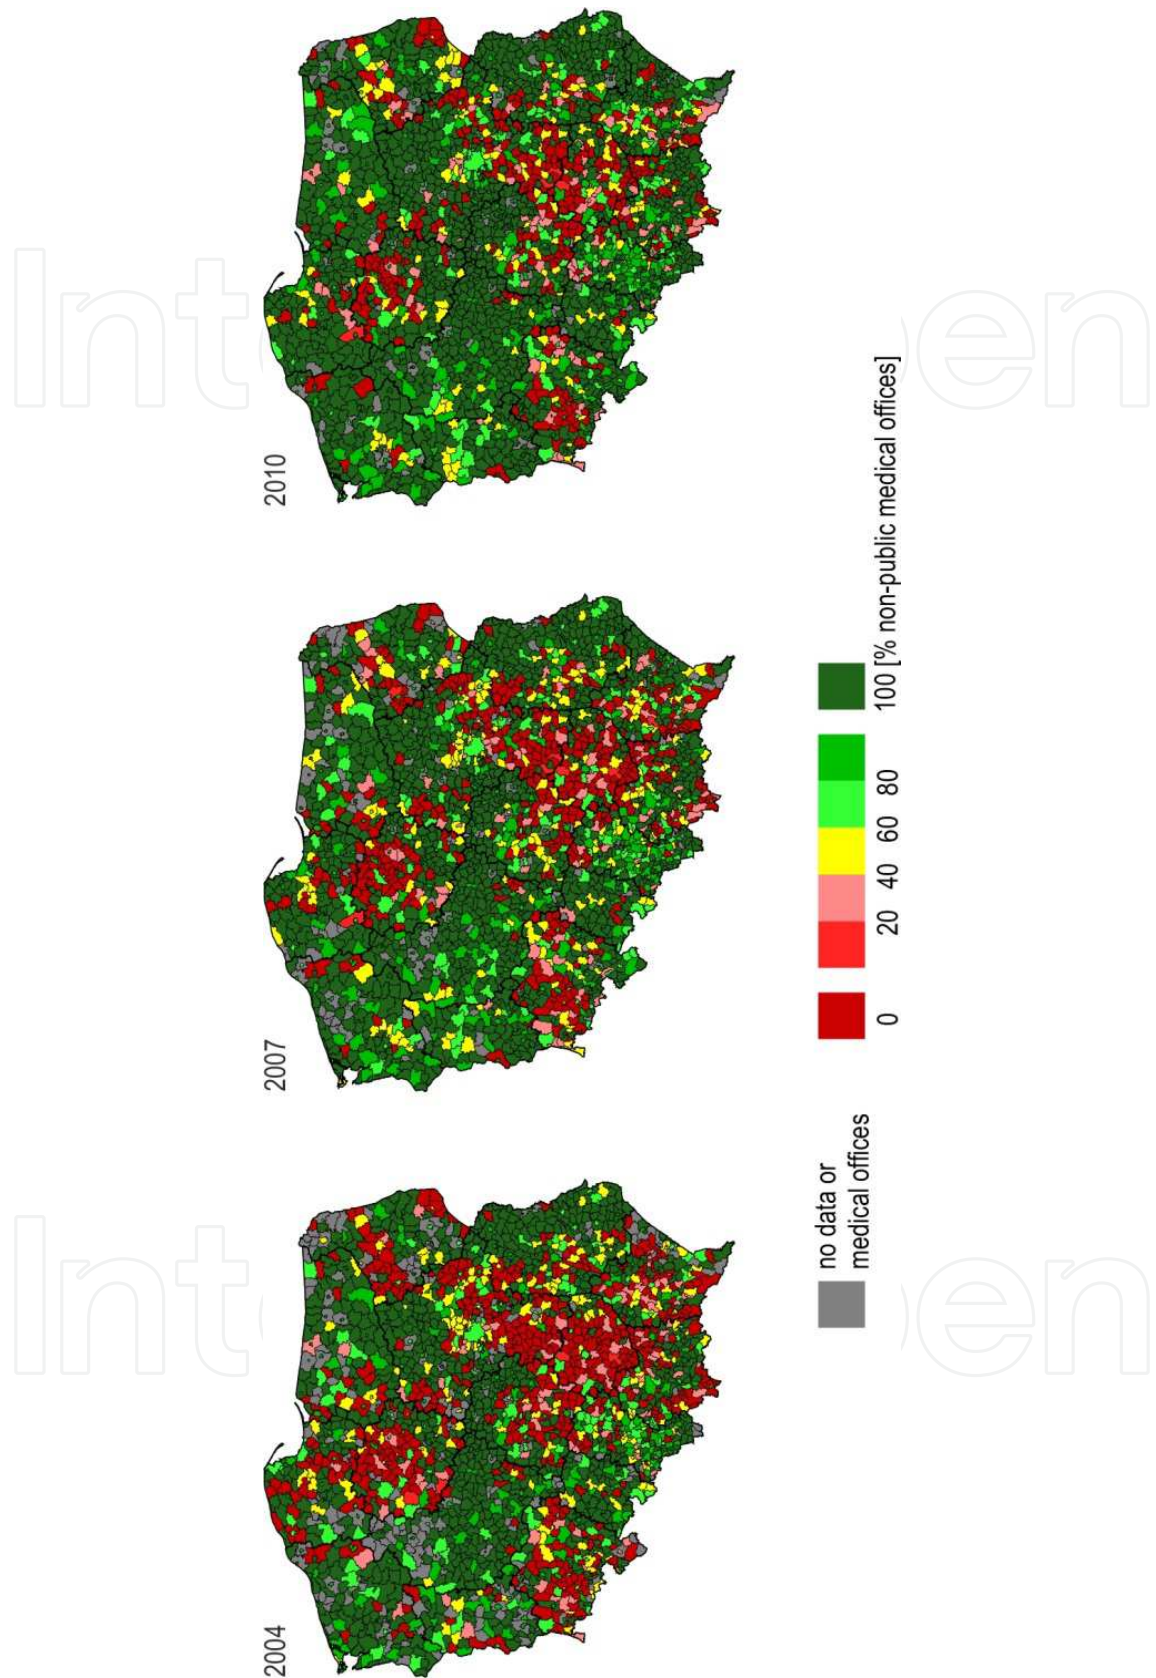 2004
2007
2010
no data or
medical offices
0 20 40 60 80 100 [% non-public medical offices]